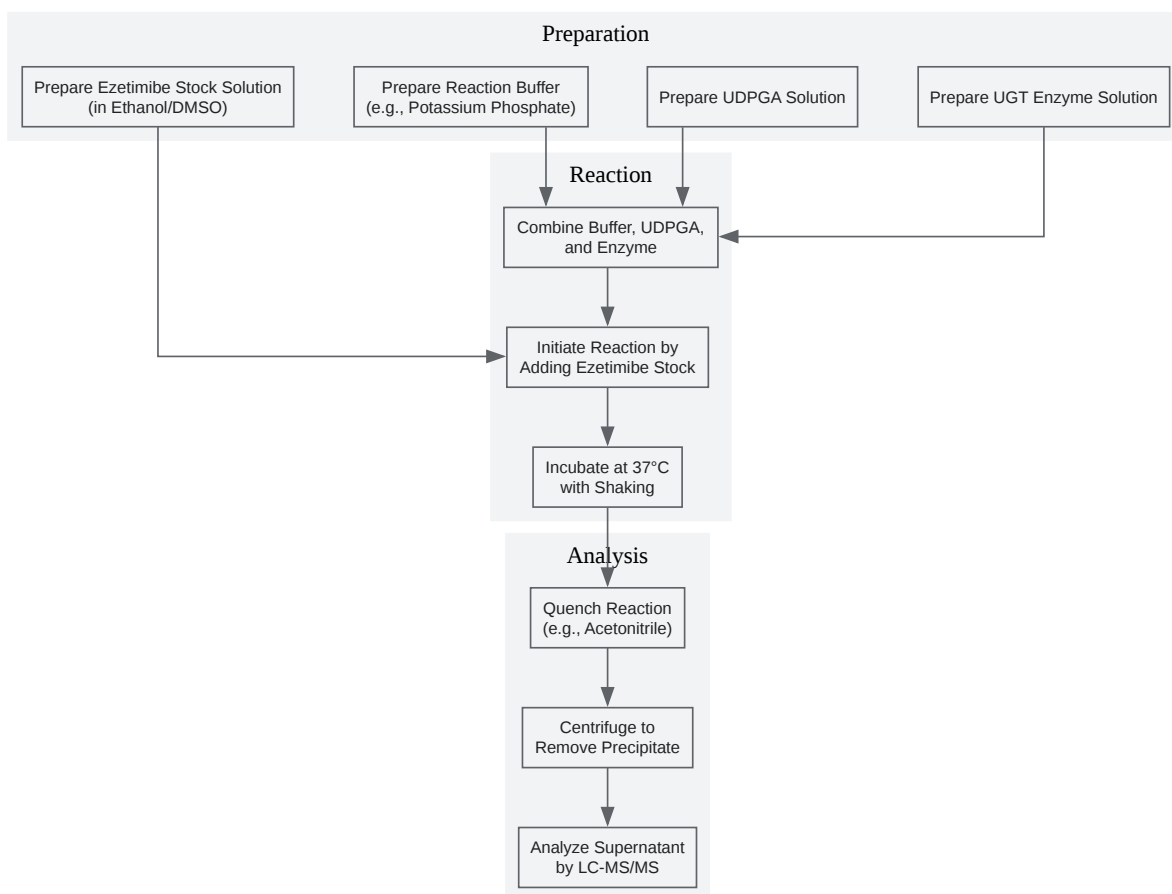 Preparation
Prepare Ezetimibe Stock Solution
(in Ethanol/DMSO)
Prepare Reaction Buffer
(e.g., Potassium Phosphate)
Prepare UDPGA Solution
Prepare UGT Enzyme Solution
Reaction
Combine Buffer, UDPGA,
and Enzyme
Initiate Reaction by
Adding Ezetimibe Stock
Incubate at 37°C
with Shaking
Analysis
Quench Reaction
(e.g., Acetonitrile)
Centrifuge to
Remove Precipitate
Analyze Supernatant
by LC-MS/MS